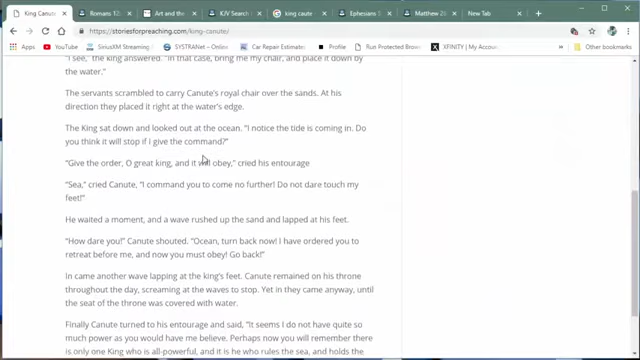 King Canute
Romans 12:
Art and the
KJV Search
king caute
Ephesians 5
Matthew 25
New Tab
https://storiesforpreaching.com/king-canute/
YouTube
SiriusXM Streaming
SYSTRANet - Online
Car Repair Estimates
Proskater Place
Run Protected Brow
XFINITY | My Accou
Other bookmarks
"I see," the king answered. "In that case, bring me my chair, and place it down by
the water."
The servants scrambled to carry Canute's royal chair over the sands. At his
direction they placed it right at the water's edge.
The King sat down and looked out at the ocean. "I notice the tide is coming in. Do
you think it will stop if I give the command?"
"Give the order, O great king, and it will obey," cried his entourage
"Sea," cried Canute, "I command you to come no further! Do not dare touch my
feet!"
He waited a moment, and a wave rushed up the sand and lapped at his feet.
"How dare you!" Canute shouted. "Ocean, turn back now! I have ordered you to
retreat before me, and now you must obey! Go back!"
In came another wave lapping at the king's feet. Canute remained on his throne
throughout the day, screaming at the waves to stop. Yet in they came anyway, until
the seat of the throne was covered with water.
Finally Canute turned to his entourage and said, "It seems I do not have quite so
much power as you would have me believe. Perhaps now you will remember there
is only one King who is all-powerful, and it is he who rules the sea, and holds the